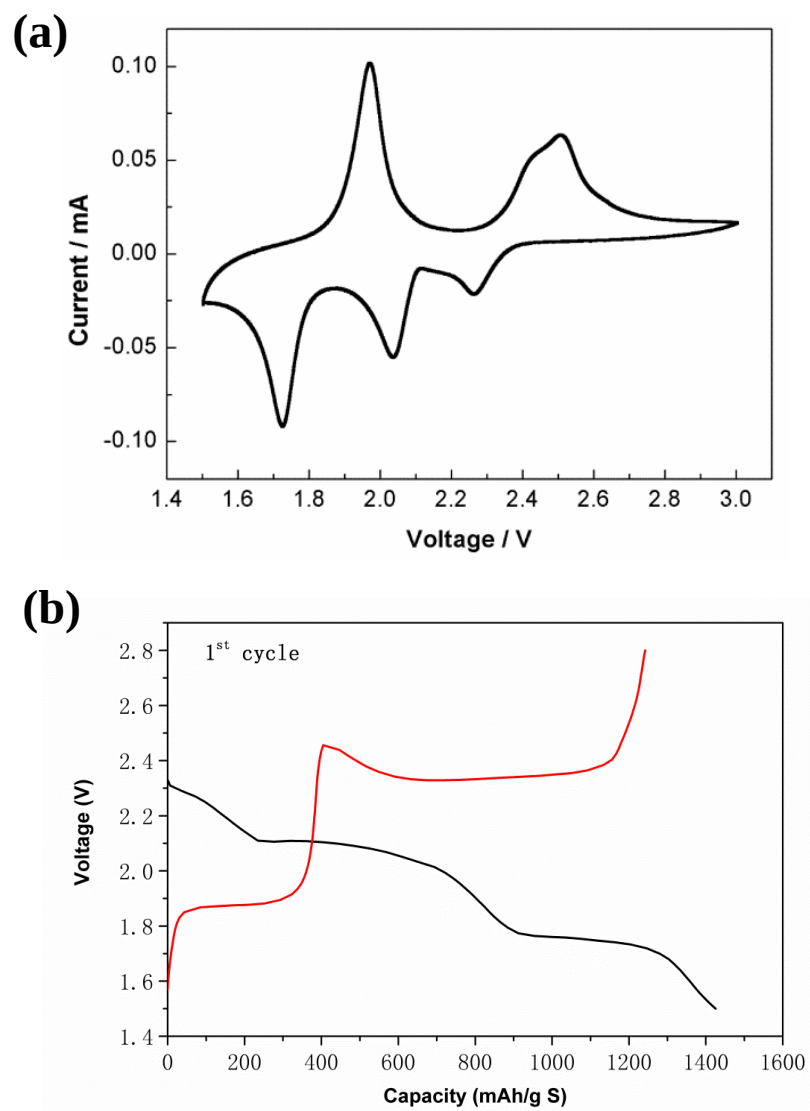 (a)
0.10
0.05
0.00
-0.05
-0.10
Current / mA
1.4 1.6 1.8 2.0 2.2 2.4 2.6 2.8 3.0
Voltage / V
(b)
1st cycle
2.8
2.6
2.4
2.2
2.0
1.8
1.6
1.4
Voltage (V)
0 200 400 600 800 1000 1200 1400 1600
Capacity (mAh/g S)